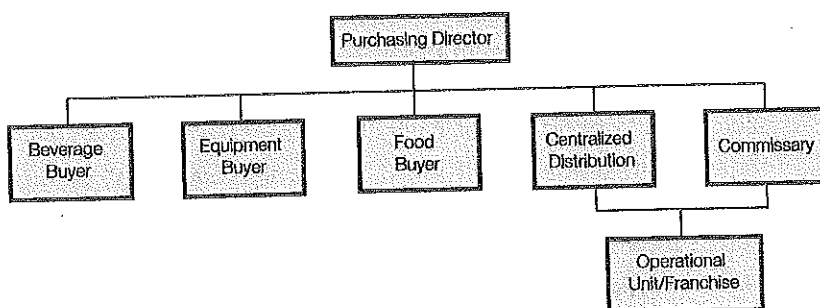 Purchasing Director
Beverage
Buyer
Equipment
Buyer
Food
Buyer
Centralized
Distribution
Commissary
Operational
Unit/Franchise